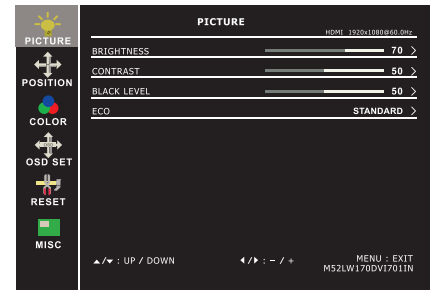 PICTURE
HDMI 1920x1080@60.0Hz
PICTURE
BRIGHTNESS 70 >
CONTRAST 50 >
POSITION
BLACK LEVEL 50 >
ECO STANDARD >
COLOR
OSD
OSD SET
RESET
MISC
▲/▼ : UP / DOWN ◀/▶ : − / + MENU : EXIT
M52LW170DVI701IN